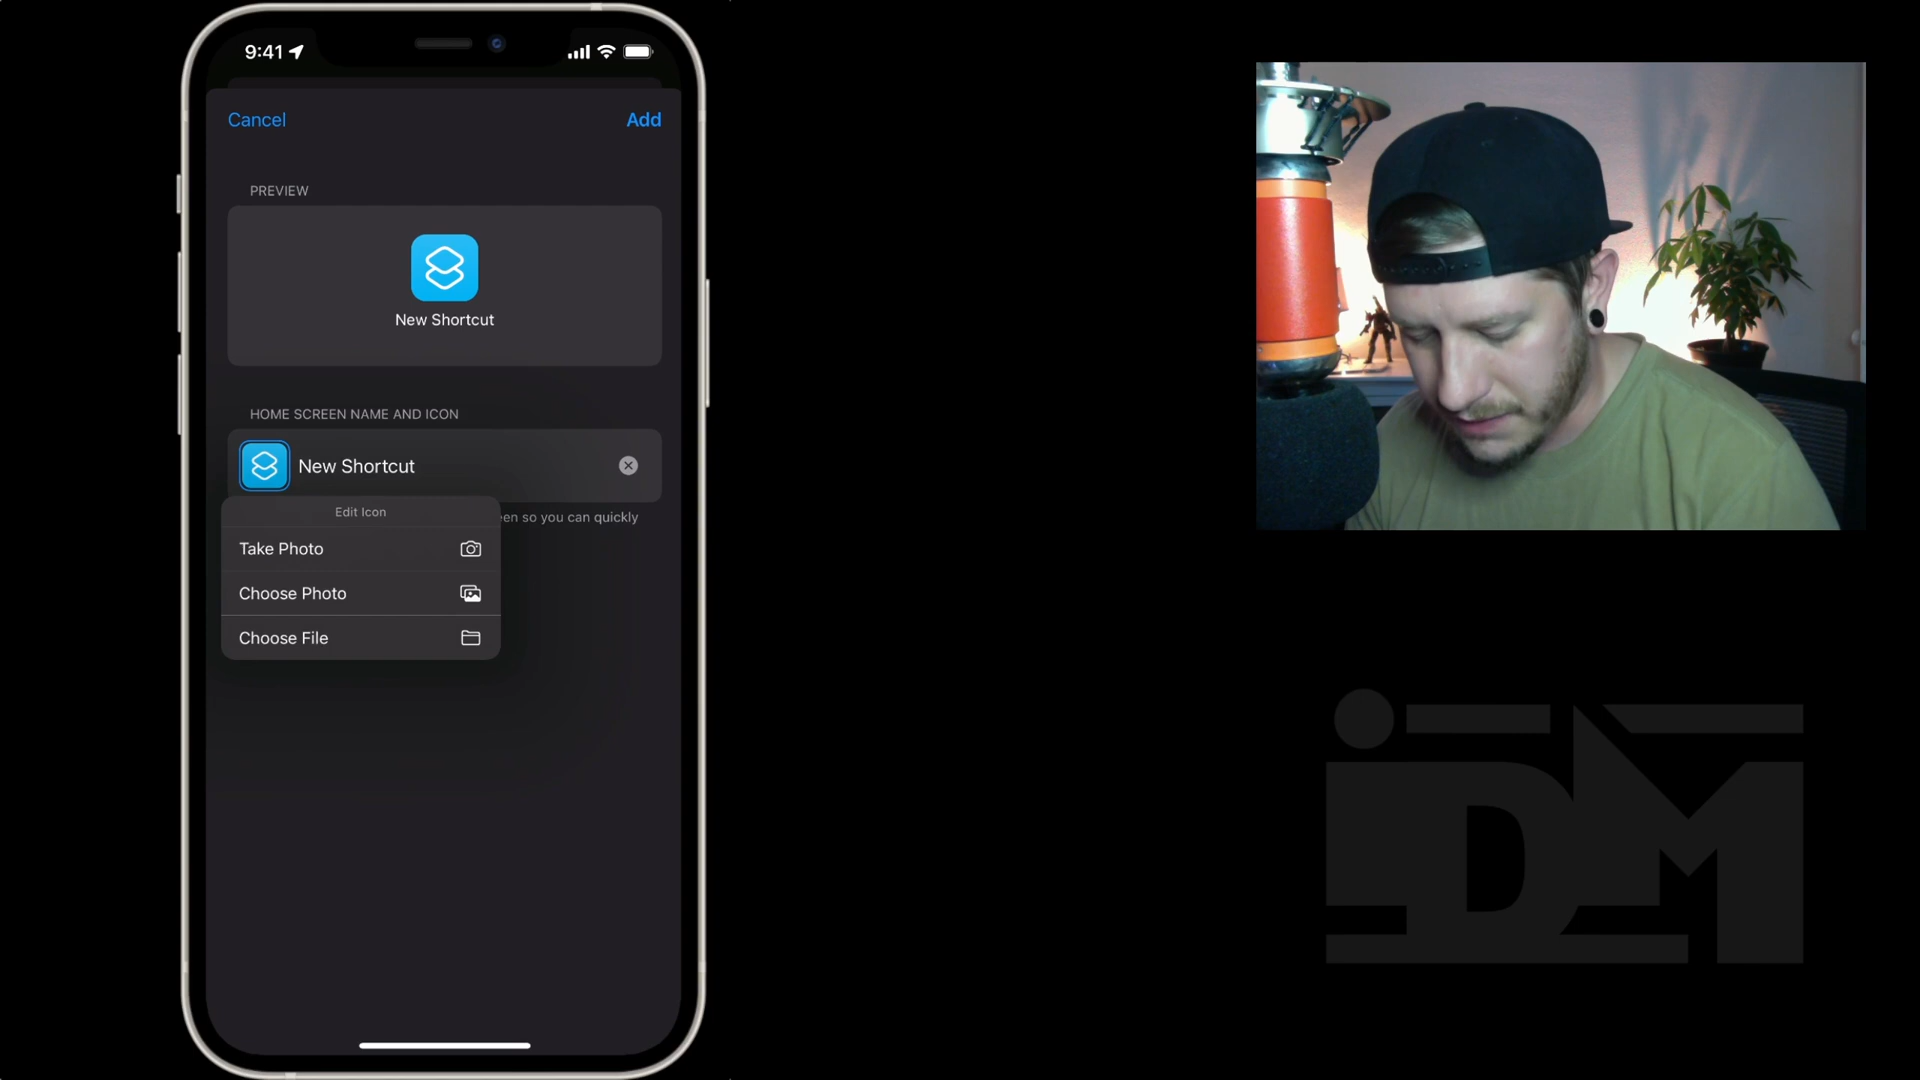 9:41
Cancel
Add
PREVIEW
New Shortcut
HOME SCREEN NAME AND ICON
New Shortcut
Edit Icon
en so you can quickly
Take Photo
Choose Photo
Choose File
iDM